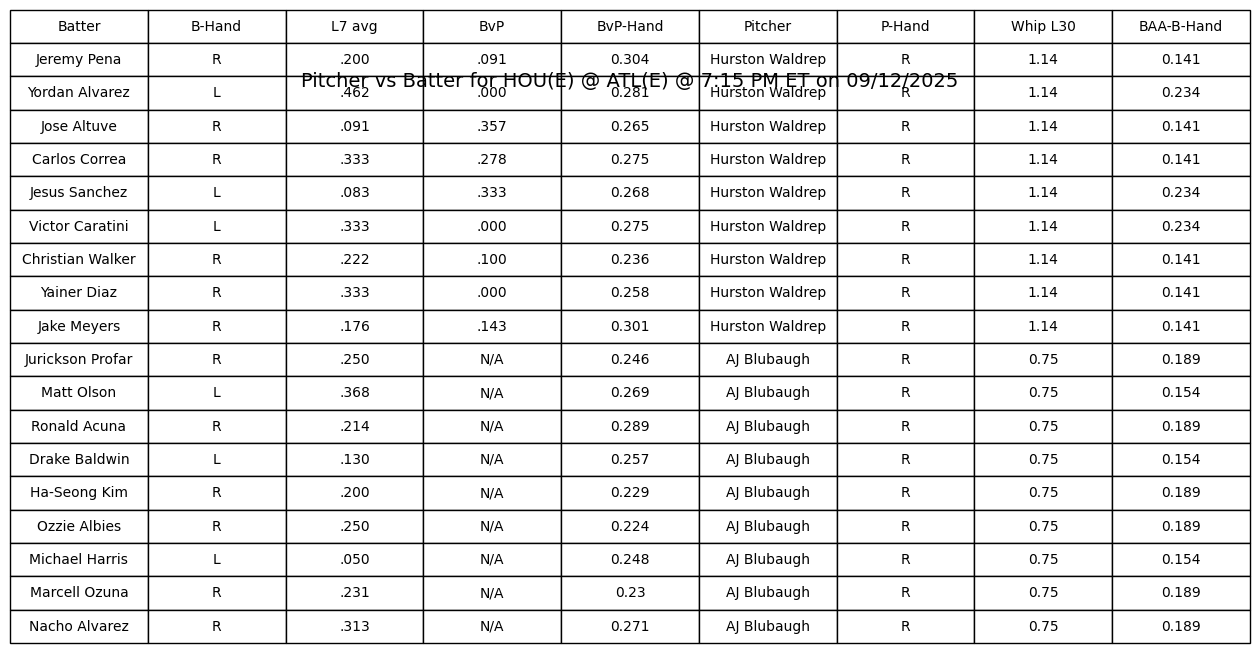 Batter B-Hand L7 avg BvP BvP-Hand Pitcher P-Hand Whip L30 BAA-B-Hand
Jeremy Pena R .200 .091 0.304 Hurston Waldrep R 1.14 0.141
Pitcher vs Batter for HOU(E) @ ATL(E) @ 7:15 PM ET on 09/12/2025
Yordan Alvarez L .462 .000 0.281 Hurston Waldrep R 1.14 0.234
Jose Altuve R .091 .357 0.265 Hurston Waldrep R 1.14 0.141
Carlos Correa R .333 .278 0.275 Hurston Waldrep R 1.14 0.141
Jesus Sanchez L .083 .333 0.268 Hurston Waldrep R 1.14 0.234
Victor Caratini L .333 .000 0.275 Hurston Waldrep R 1.14 0.234
Christian Walker R .222 .100 0.236 Hurston Waldrep R 1.14 0.141
Yainer Diaz R .333 .000 0.258 Hurston Waldrep R 1.14 0.141
Jake Meyers R .176 .143 0.301 Hurston Waldrep R 1.14 0.141
Jurickson Profar R .250 N/A 0.246 AJ Blubaugh R 0.75 0.189
Matt Olson L .368 N/A 0.269 AJ Blubaugh R 0.75 0.154
Ronald Acuna R .214 N/A 0.289 AJ Blubaugh R 0.75 0.189
Drake Baldwin L .130 N/A 0.257 AJ Blubaugh R 0.75 0.154
Ha-Seong Kim R .200 N/A 0.229 AJ Blubaugh R 0.75 0.189
Ozzie Albies R .250 N/A 0.224 AJ Blubaugh R 0.75 0.189
Michael Harris L .050 N/A 0.248 AJ Blubaugh R 0.75 0.154
Marcell Ozuna R .231 N/A 0.23 AJ Blubaugh R 0.75 0.189
Nacho Alvarez R .313 N/A 0.271 AJ Blubaugh R 0.75 0.189